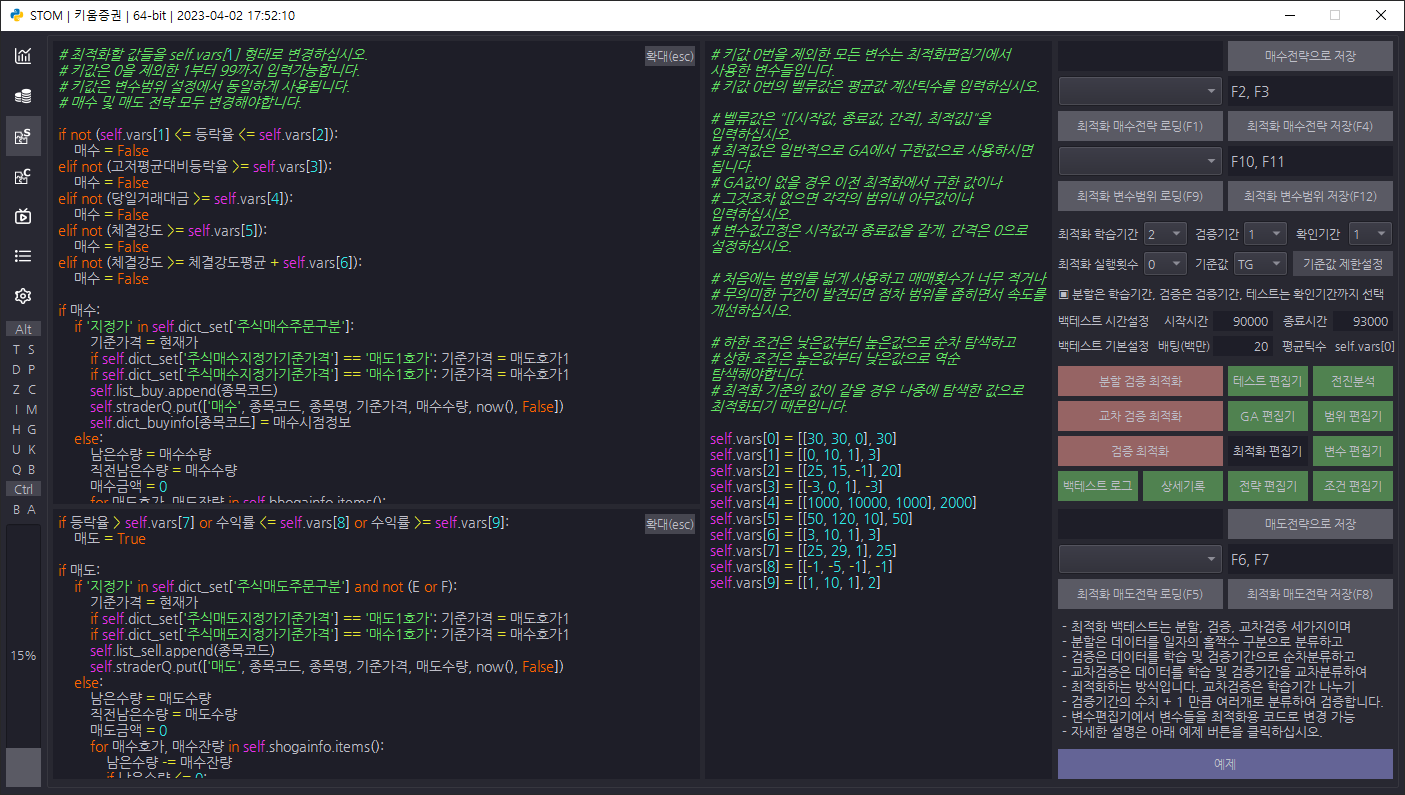 STOM | 키움증권 | 64-bit | 2023-04-02 17:52:10
Alt
T S
D P
Z C
I M
H G
U K
Q B
Ctrl
B A
15%
# 최적화할 값들을 self.vars[1] 형태로 변경하십시오.
# 키값은 0을 제외한 1부터 99까지 입력가능합니다.
# 키값은 변수범위 설정에서 동일하게 사용됩니다.
# 매수 및 매도 전략 모두 변경해야합니다.
확대(esc)
if not (self.vars[1] <= 등락율 <= self.vars[2]):
매수 = False
elif not (고저평균대비등락율 >= self.vars[3]):
매수 = False
elif not (당일거래대금 >= self.vars[4]):
매수 = False
elif not (체결강도 >= self.vars[5]):
매수 = False
elif not (체결강도 >= 체결강도평균 + self.vars[6]):
매수 = False
if 매수:
if '지정가' in self.dict_set['주식매수주문구분']:
기준가격 = 현재가
if self.dict_set['주식매수지정가기준가격'] == '매도1호가': 기준가격 = 매도호가1
if self.dict_set['주식매수지정가기준가격'] == '매수1호가': 기준가격 = 매수호가1
self.list_buy.append(종목코드)
self.straderQ.put(['매수', 종목코드, 종목명, 기준가격, 매수수량, now(), False])
self.dict_buyinfo[종목코드] = 매수시점정보
else:
남은수량 = 매수수량
직전남은수량 = 매수수량
매수금액 = 0
for 매도호가, 매도잔량 in self.bhogainfo.items():
if 등락율 > self.vars[7] or 수익률 <= self.vars[8] or 수익률 >= self.vars[9]:
매도 = True
확대(esc)
if 매도:
if '지정가' in self.dict_set['주식매도주문구분'] and not (E or F):
기준가격 = 현재가
if self.dict_set['주식매도지정가기준가격'] == '매도1호가': 기준가격 = 매도호가1
if self.dict_set['주식매도지정가기준가격'] == '매수1호가': 기준가격 = 매수호가1
self.list_sell.append(종목코드)
self.straderQ.put(['매도', 종목코드, 종목명, 기준가격, 매도수량, now(), False])
else:
남은수량 = 매도수량
직전남은수량 = 매도수량
매도금액 = 0
for 매수호가, 매수잔량 in self.shogainfo.items():
남은수량 -= 매수잔량
if 남은수량 <= 0:
# 키값 0번을 제외한 모든 변수는 최적화편집기에서
사용한 변수들입니다.
# 키값 0번의 벨류값은 평균값 계산틱수를 입력하십시오.
# 벨류값은 "[[시작값, 종료값, 간격], 최적값]"을
입력하십시오.
# 최적값은 일반적으로 GA에서 구한값으로 사용하시면
됩니다.
# GA값이 없을 경우 이전 최적화에서 구한 값이나
# 그것조차 없으면 각각의 범위내 아무값이나
입력하십시오.
# 변수값고정은 시작값과 종료값을 같게, 간격은 0으로
설정하십시오.
# 처음에는 범위를 넓게 사용하고 매매횟수가 너무 적거나
# 무의미한 구간이 발견되면 점차 범위를 좁히면서 속도를
개선하십시오.
# 하한 조건은 낮은값부터 높은값으로 순차 탐색하고
# 상한 조건은 높은값부터 낮은값으로 역순
탐색해야합니다.
# 최적화 기준의 값이 같을 경우 나중에 탐색한 값으로
최적화되기 때문입니다.
self.vars[0] = [[30, 30, 0], 30]
self.vars[1] = [[0, 10, 1], 3]
self.vars[2] = [[25, 15, -1], 20]
self.vars[3] = [[-3, 0, 1], -3]
self.vars[4] = [[1000, 10000, 1000], 2000]
self.vars[5] = [[50, 120, 10], 50]
self.vars[6] = [[3, 10, 1], 3]
self.vars[7] = [[25, 29, 1], 25]
self.vars[8] = [[-1, -5, -1], -1]
self.vars[9] = [[1, 10, 1], 2]
매수전략으로 저장
F2, F3
최적화 매수전략 로딩(F1) 최적화 매수전략 저장(F4)
F10, F11
최적화 변수범위 로딩(F9) 최적화 변수범위 저장(F12)
최적화 학습기간 2 검증기간 1 확인기간 1
최적화 실행횟수 0 기준값 TG 기준값 제한설정
▣ 분할은 학습기간, 검증은 검증기간, 테스트는 확인기간까지 선택
백테스트 시간설정 시작시간 90000 종료시간 93000
백테스트 기본설정 배팅(백만) 20 평균틱수 self.vars[0]
분할 검증 최적화 테스트 편집기 전진분석
교차 검증 최적화 GA 편집기 범위 편집기
검증 최적화 최적화 편집기 변수 편집기
백테스트 로그 상세기록 전략 편집기 조건 편집기
매도전략으로 저장
F6, F7
최적화 매도전략 로딩(F5) 최적화 매도전략 저장(F8)
- 최적화 백테스트는 분할, 검증, 교차검증 세가지이며
- 분할은 데이터를 일자의 홀짝수 구분으로 분류하고
- 검증은 데이터를 학습 및 검증기간으로 순차분류하고
- 교차검증은 데이터를 학습 및 검증기간을 교차분류하여
- 최적화하는 방식입니다. 교차검증은 학습기간 나누기
- 검증기간의 수치 + 1 만큼 여러개로 분류하여 검증합니다.
- 변수편집기에서 변수들을 최적화용 코드로 변경 가능
- 자세한 설명은 아래 예제 버튼을 클릭하십시오.
예제